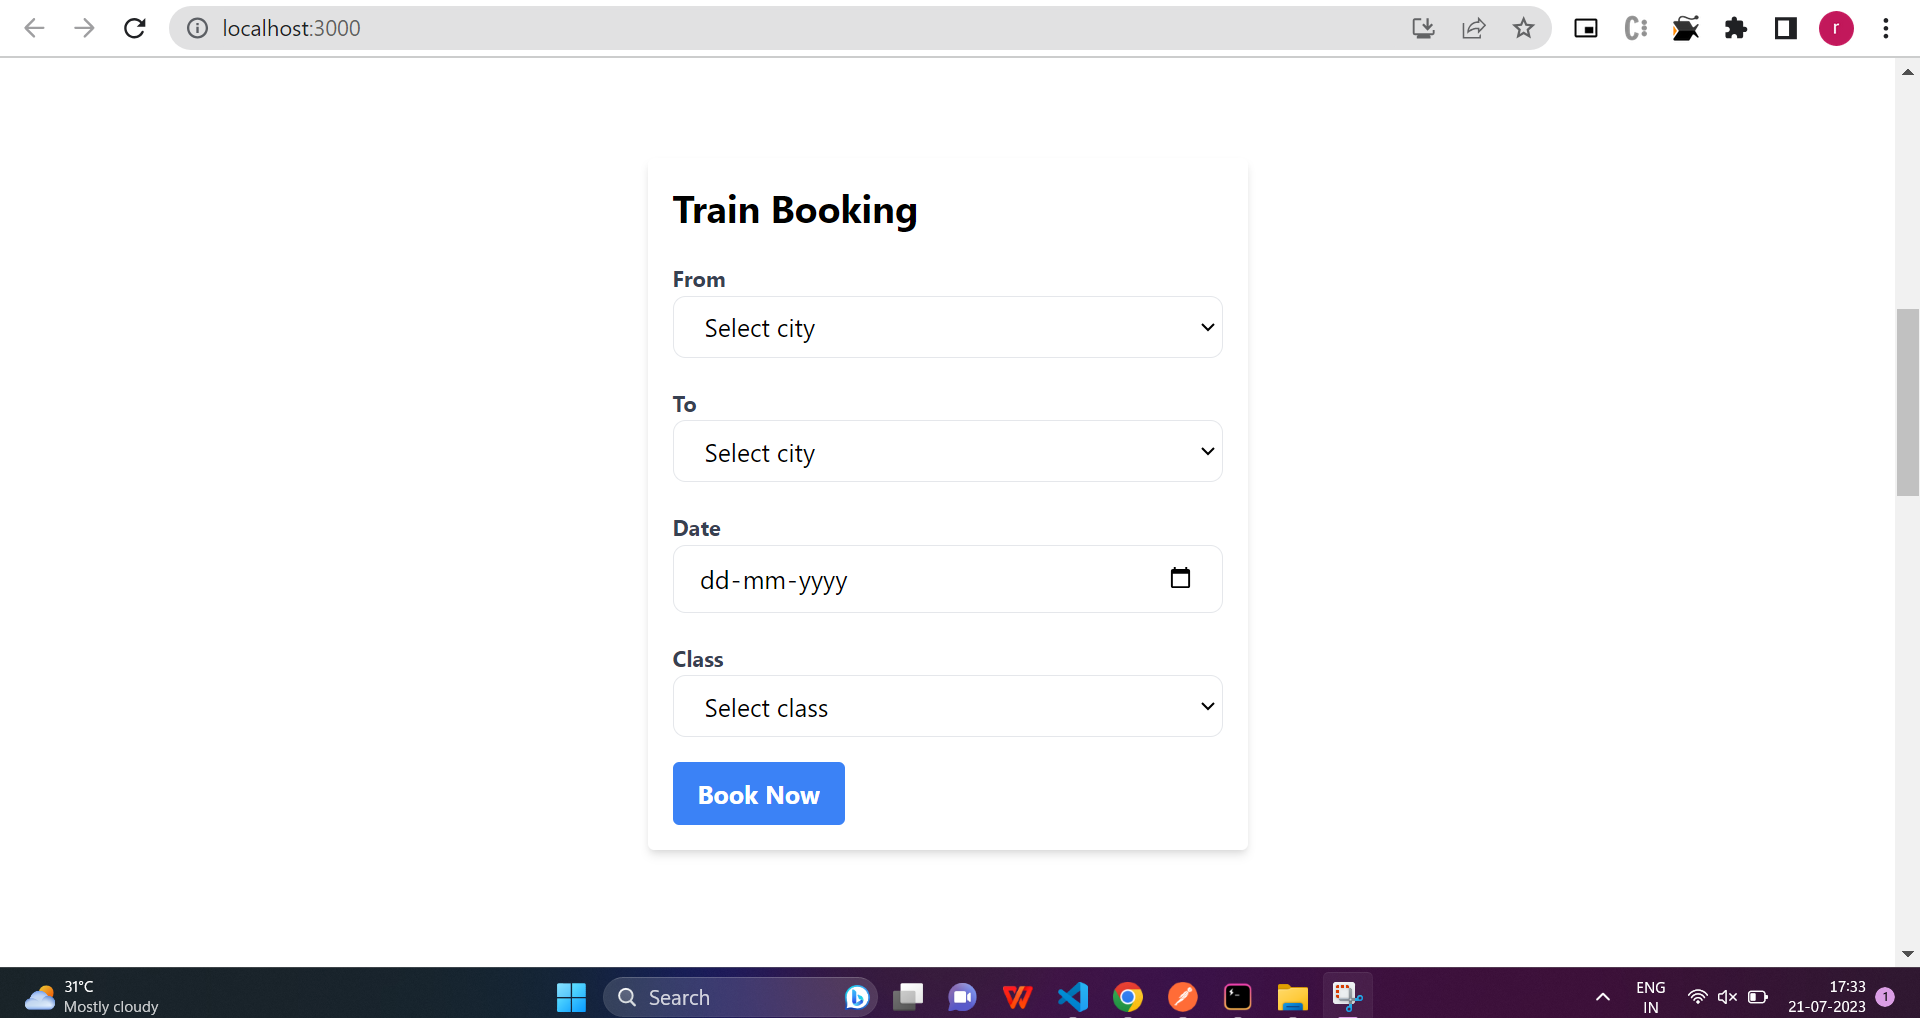 localhost:3000
r
Train Booking
From
Select city
To
Select city
Date
dd-mm-yyyy
Class
Select class
Book Now
31°C
Mostly cloudy
Search
ENG
IN
17:33
21-07-2023
1